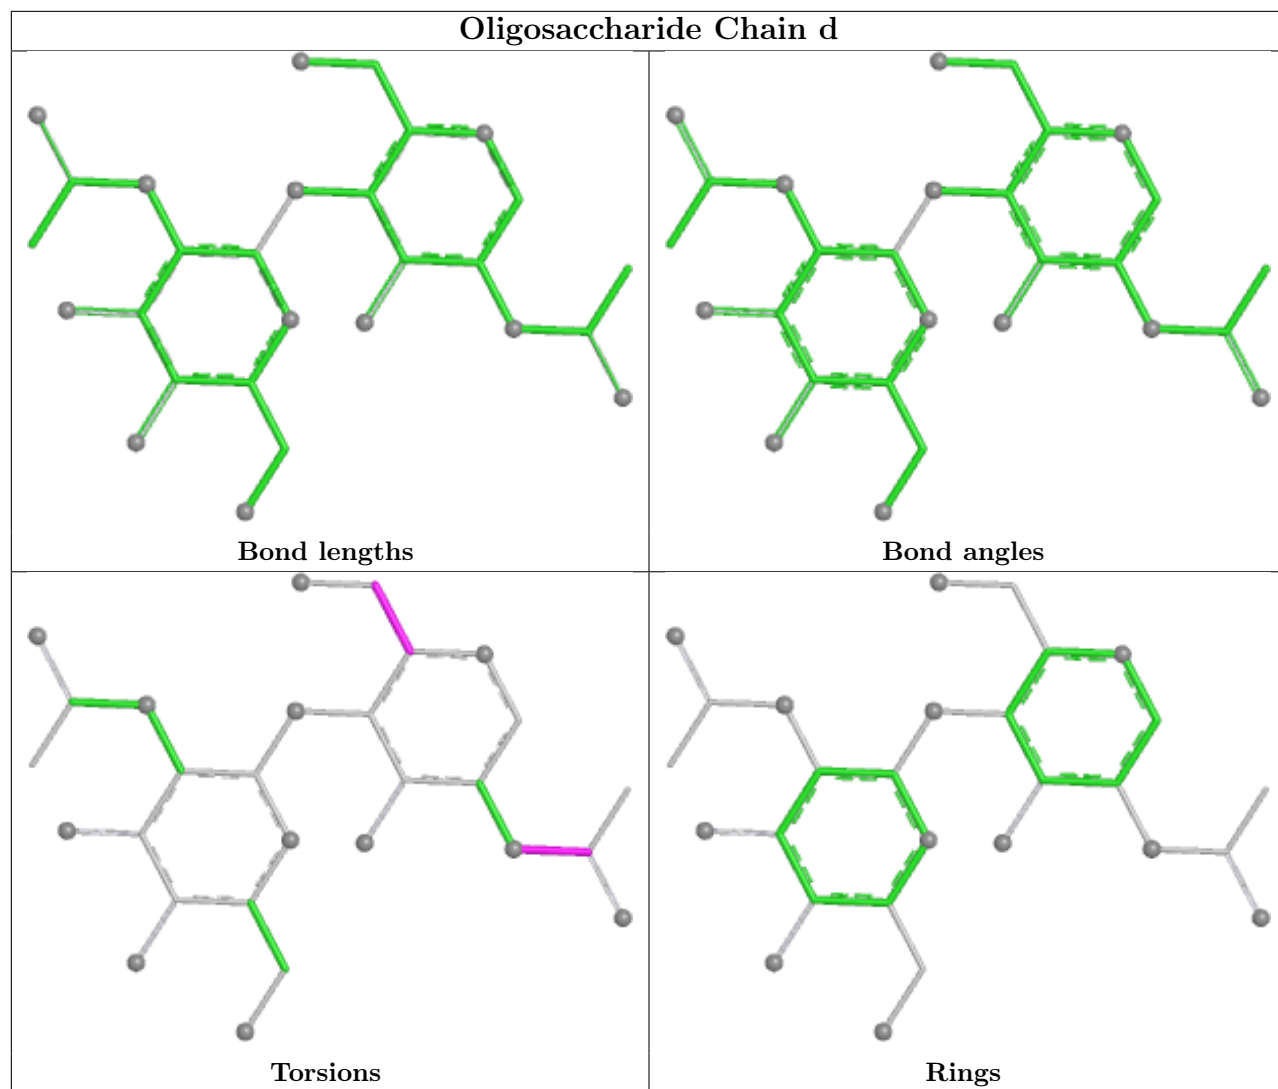 Oligosaccharide Chain d
Bond lengths
Bond angles
Torsions
Rings